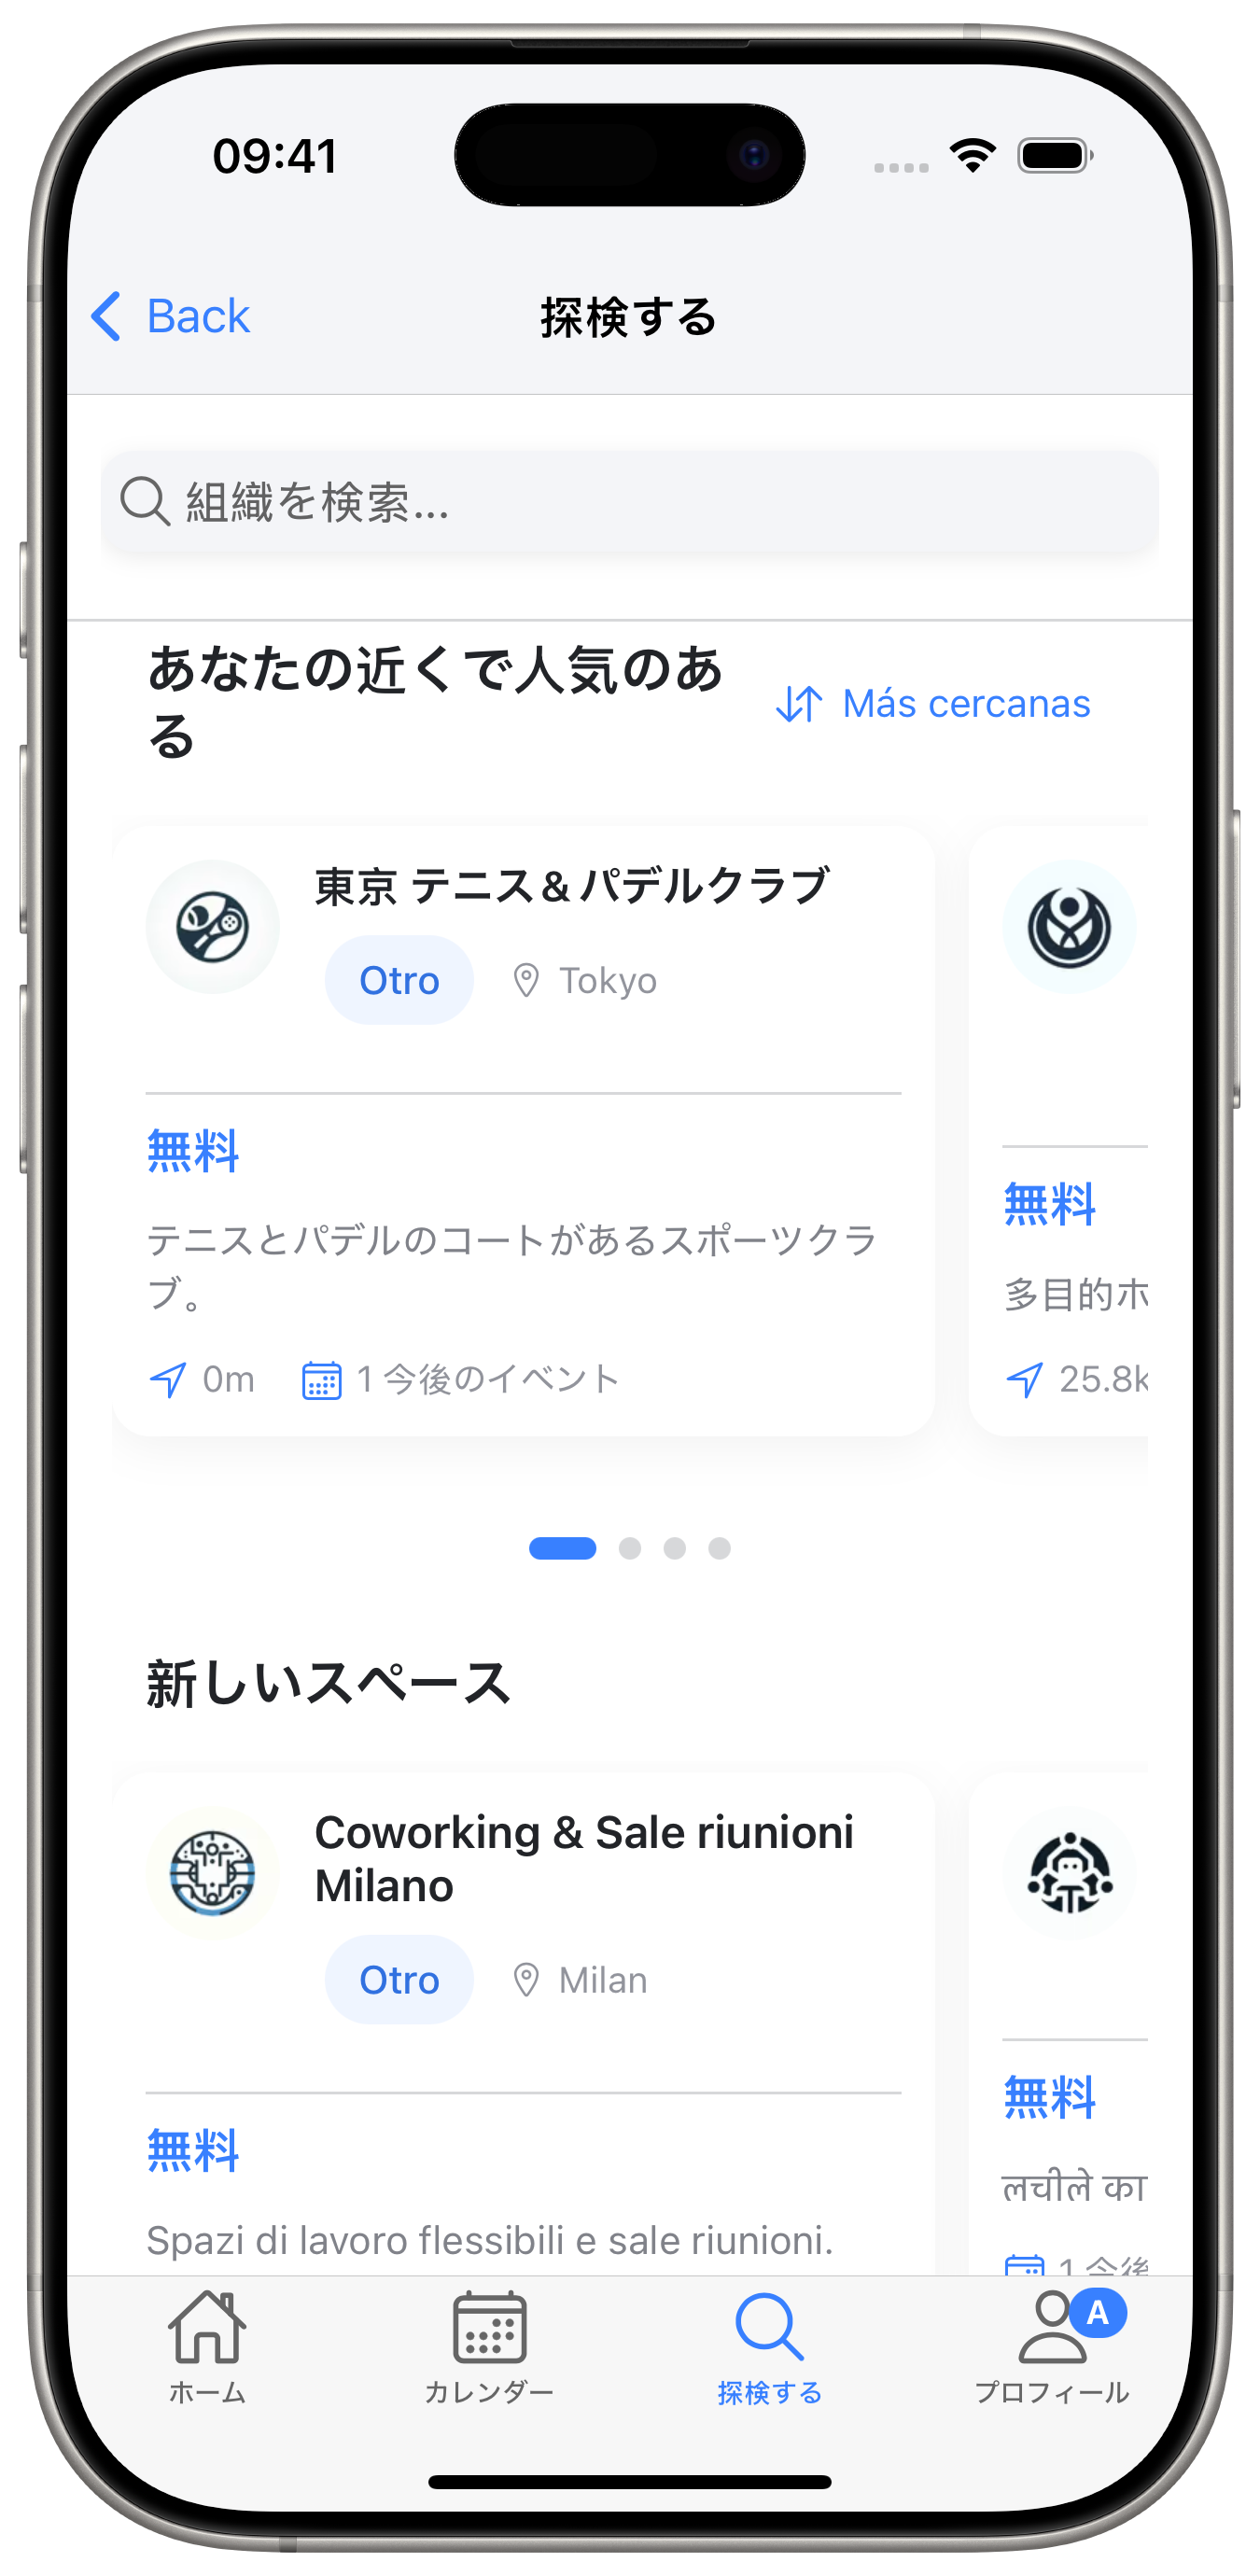 09:41
Back
探検する
組織を検索...
あなたの近くで人気のあ
る
Más cercanas
東京 テニス＆パデルクラブ
Otro
Tokyo
無料
テニスとパデルのコートがあるスポーツクラ
ブ。
0m
1 今後のイベント
無料
多目的ホ
25.8k
新しいスペース
Coworking & Sale riunioni
Milano
Otro
Milan
無料
Spazi di lavoro flessibili e sale riunioni.
無料
लचीले का
1 今後
ホーム
カレンダー
探検する
A
プロフィール